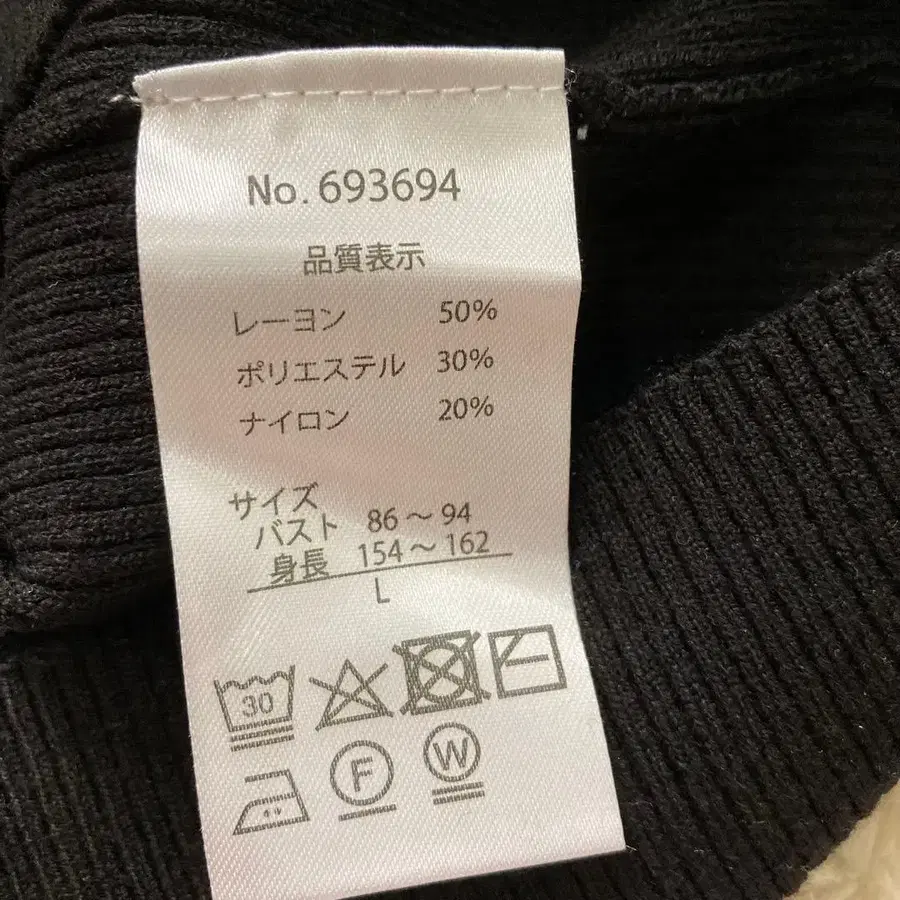 No. 693694
品質表示
レーヨン 50%
ポリエステル 30%
ナイロン 20%
サイズ
バスト 86～94
身長 154～162
L
30
F W